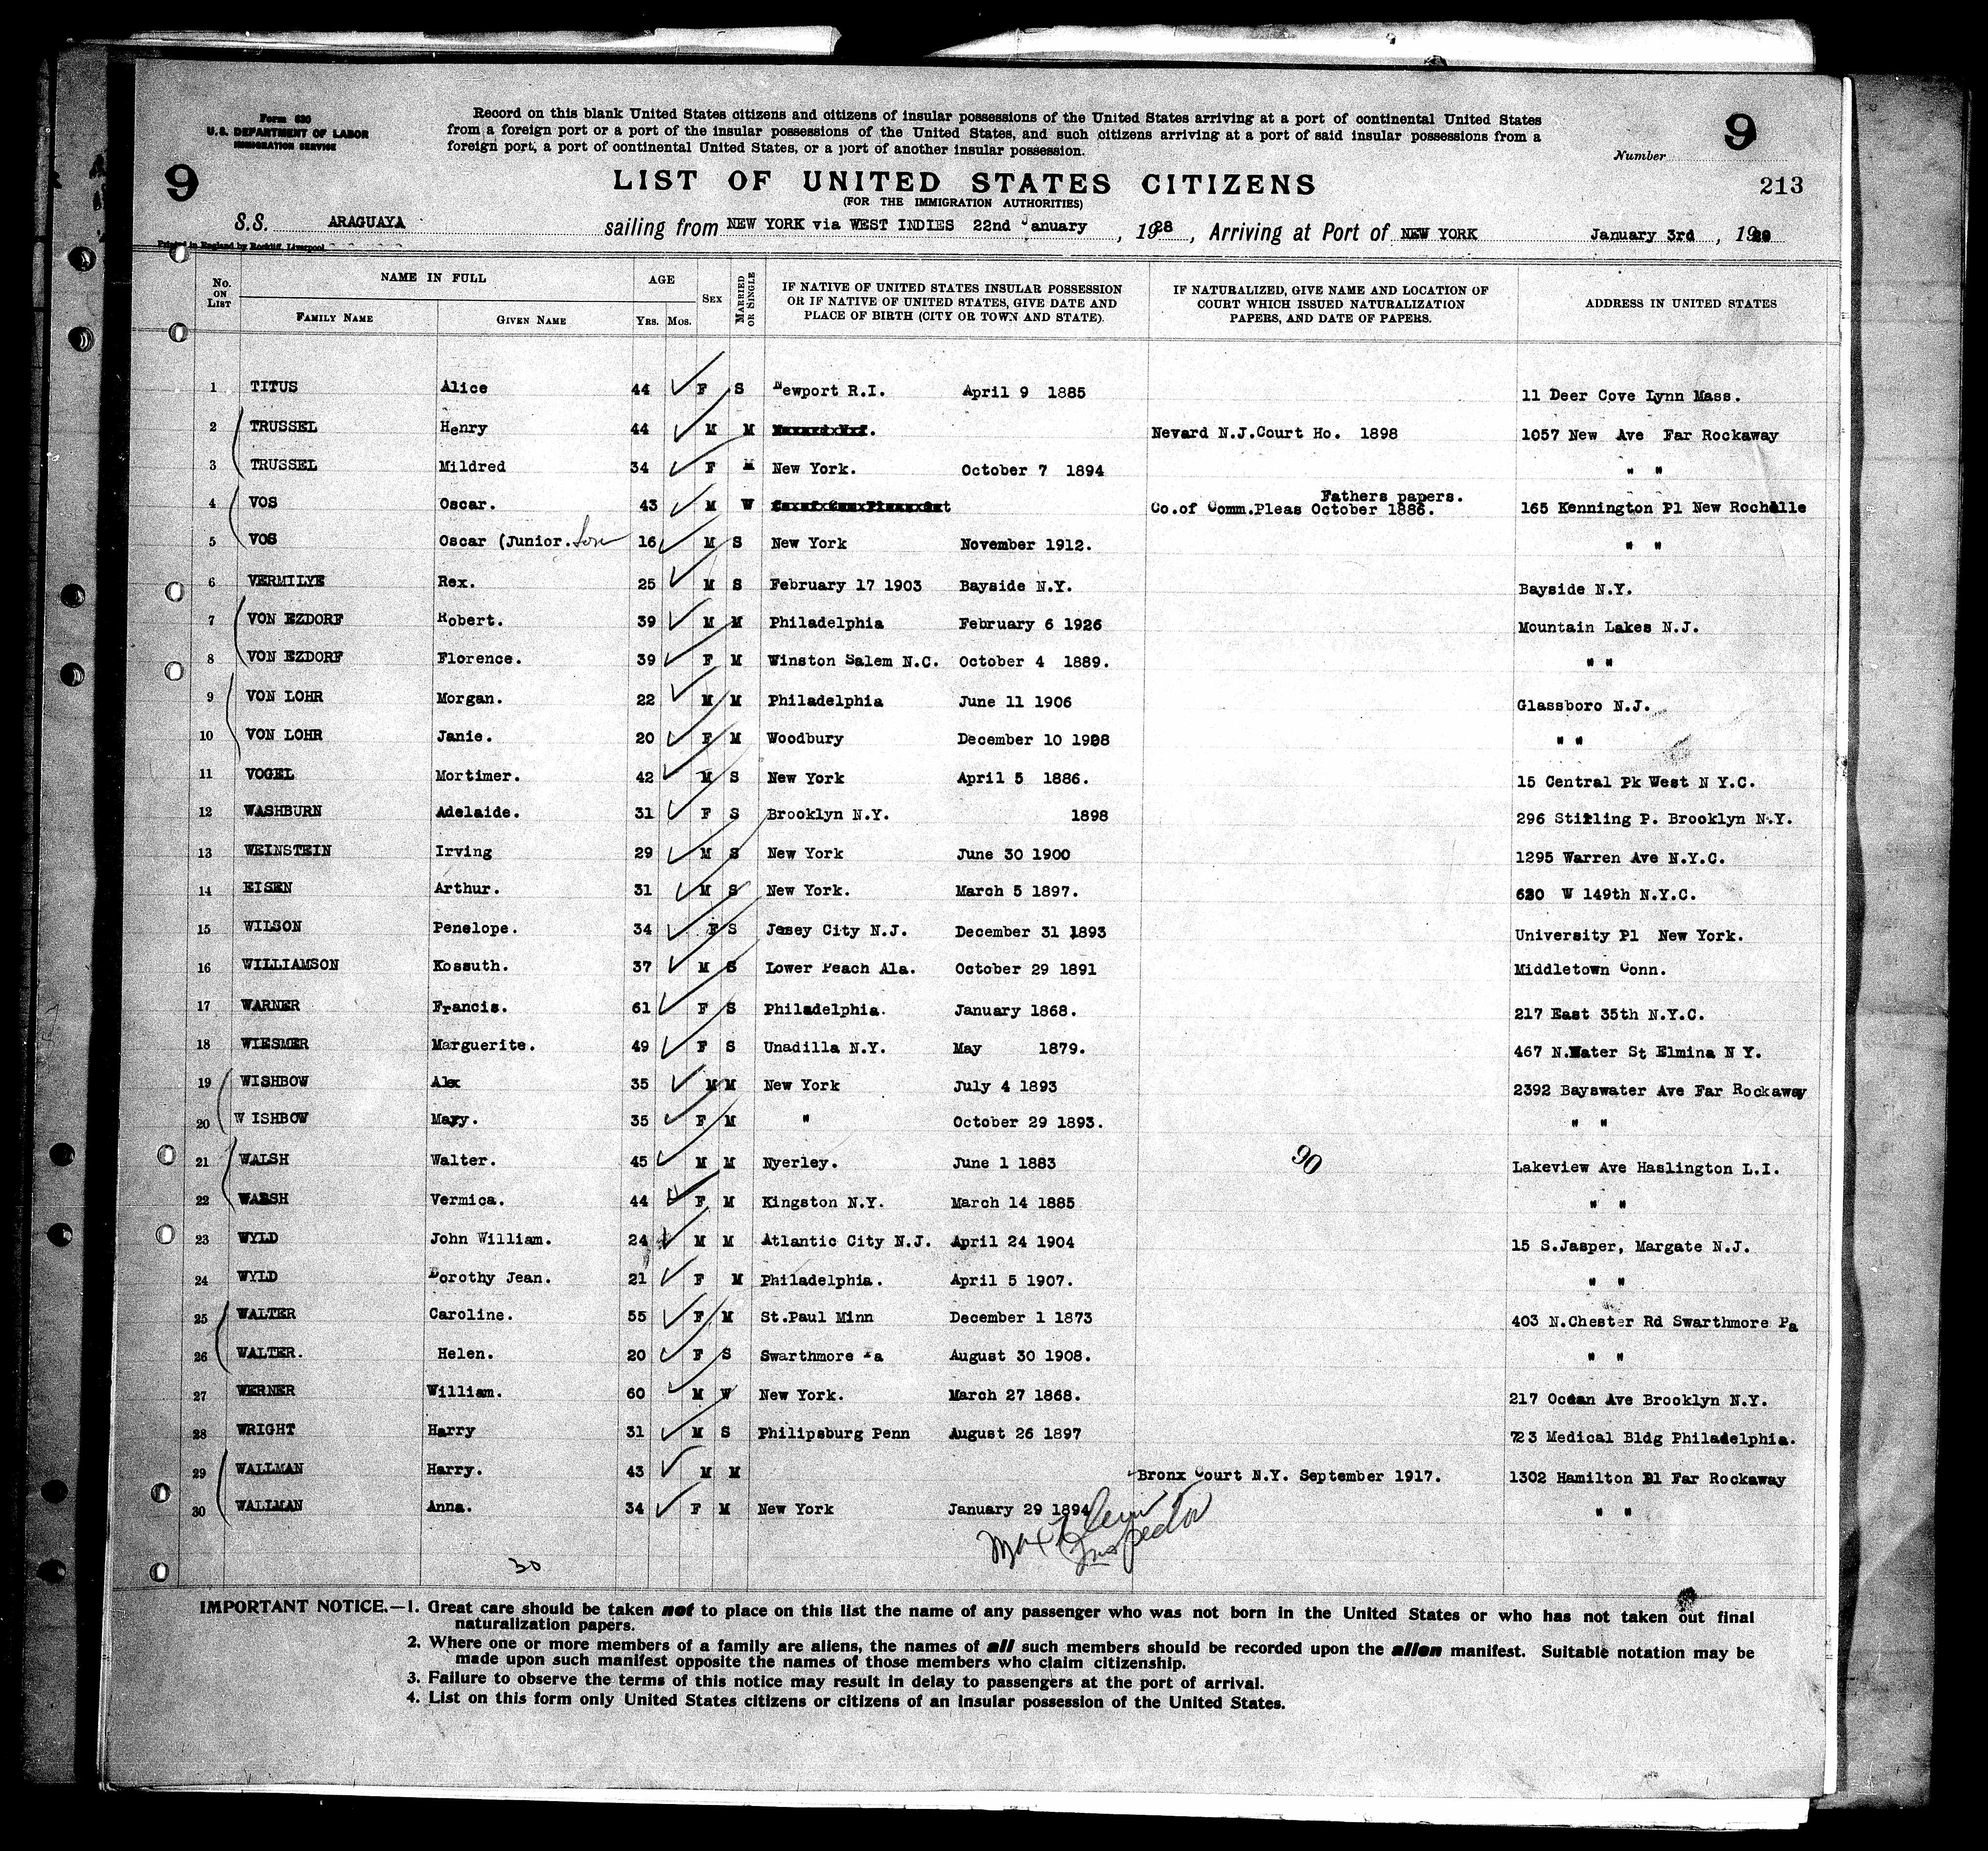 Form 630
U.S. DEPARTMENT OF LABOR
IMMIGRATION SERVICE
Record on this blank United States citizens and citizens of insular possessions of the United States arriving at a port of continental United States
from a foreign port or a port of the insular possessions of the United States, and such citizens arriving at a port of said insular possessions from a
foreign port, a port of continental United States, or a port of another insular possession.
9
Number
9
213
LIST OF UNITED STATES CITIZENS
(FOR THE IMMIGRATION AUTHORITIES)
S.S. ARAGUAYA sailing from NEW YORK via WEST INDIES 22nd January, 1928, Arriving at Port of NEW YORK January 3rd, 19
Printed in England by Rockliff, Liverpool
No. ON LIST NAME IN FULL FAMILY NAME GIVEN NAME AGE YRS. MOS. SEX MARRIED OR SINGLE IF NATIVE OF UNITED STATES INSULAR POSSESSION OR IF NATIVE OF UNITED STATES, GIVE DATE AND PLACE OF BIRTH (CITY OR TOWN AND STATE). IF NATURALIZED, GIVE NAME AND LOCATION OF COURT WHICH ISSUED NATURALIZATION PAPERS, AND DATE OF PAPERS. ADDRESS IN UNITED STATES
1 TITUS Alice 44 F S Newport R.I. April 9 1885 11 Deer Cove Lynn Mass.
2 TRUSSEL Henry 44 M M Nevard N.J.Court Ho. 1898 1057 New Ave Far Rockaway
3 TRUSSEL Mildred 34 F M New York. October 7 1894 " "
4 VOS Oscar. 43 M W Fathers papers. Co.of Comm.Pleas October 1886. 165 Kennington Pl New Rochelle
5 VOS Oscar (Junior. Son 16 M S New York November 1912. " "
6 VERMILYE Rex. 25 M S February 17 1903 Bayside N.Y. Bayside N.Y.
7 VON EZDORF Robert. 39 M M Philadelphia February 6 1926 Mountain Lakes N.J.
8 VON EZDORF Florence. 39 F M Winston Salem N.C. October 4 1889. " "
9 VON LOHR Morgan. 22 M M Philadelphia June 11 1906 Glassboro N.J.
10 VON LOHR Janie. 20 F M Woodbury December 10 1908 " "
11 VOGEL Mortimer. 42 M S New York April 5 1886. 15 Central Pk West N Y.C.
12 WASHBURN Adelaide. 31 F S Brooklyn N.Y. 1898 296 Stirling P. Brooklyn N.Y.
13 WEINSTEIN Irving 29 M S New York June 30 1900 1295 Warren Ave N.Y.C.
14 EISEN Arthur. 31 M S New York. March 5 1897. 620 W 149th N.Y.C.
15 WILSON Penelope. 34 F S Jesey City N.J. December 31 1893 University Pl New York.
16 WILLIAMSON Kossuth. 37 M S Lower Peach Ala. October 29 1891 Middletown Conn.
17 WARNER Francis. 61 F S Philadelphia. January 1868. 217 East 35th N.Y.C.
18 WIESMER Marguerite. 49 F S Unadilla N.Y. May 1879. 467 N.Water St Elmina N Y.
19 WISHBOW Alex 35 M M New York July 4 1893 2392 Bayswater Ave Far Rockaway
20 W ISHBOW Mary. 35 F M " October 29 1893. " "
21 WALSH Walter. 45 M M Nyerley. June 1 1883 90 Lakeview Ave Haslington L.I.
22 WALSH Vermica. 44 F M Kingston N.Y. March 14 1885 " "
23 WYLD John William. 24 M M Atlantic City N.J. April 24 1904 15 S.Jasper, Margate N.J.
24 WYLD Dorothy Jean. 21 F M Philadelphia. April 5 1907. " "
25 WALTER Caroline. 55 F M St.Paul Minn December 1 1873 403 N.Chester Rd Swarthmore Pa
26 WALTER. Helen. 20 F S Swarthmore Pa August 30 1908. " "
27 WERNER William. 60 M W New York. March 27 1868. 217 Ocean Ave Brooklyn N.Y.
28 WRIGHT Harry 31 M S Philipsburg Penn August 26 1897 723 Medical Bldg Philadelphia.
29 WALLMAN Harry. 43 M M Bronx Court N.Y. September 1917. 1302 Hamilton Pl Far Rockaway
30 WALLMAN Anna. 34 F M New York January 29 1894 " "
Max Inspector
30
IMPORTANT NOTICE.—1. Great care should be taken not to place on this list the name of any passenger who was not born in the United States or who has not taken out final
naturalization papers.
2. Where one or more members of a family are aliens, the names of all such members should be recorded upon the alien manifest. Suitable notation may be
made upon such manifest opposite the names of those members who claim citizenship.
3. Failure to observe the terms of this notice may result in delay to passengers at the port of arrival.
4. List on this form only United States citizens or citizens of an insular possession of the United States.